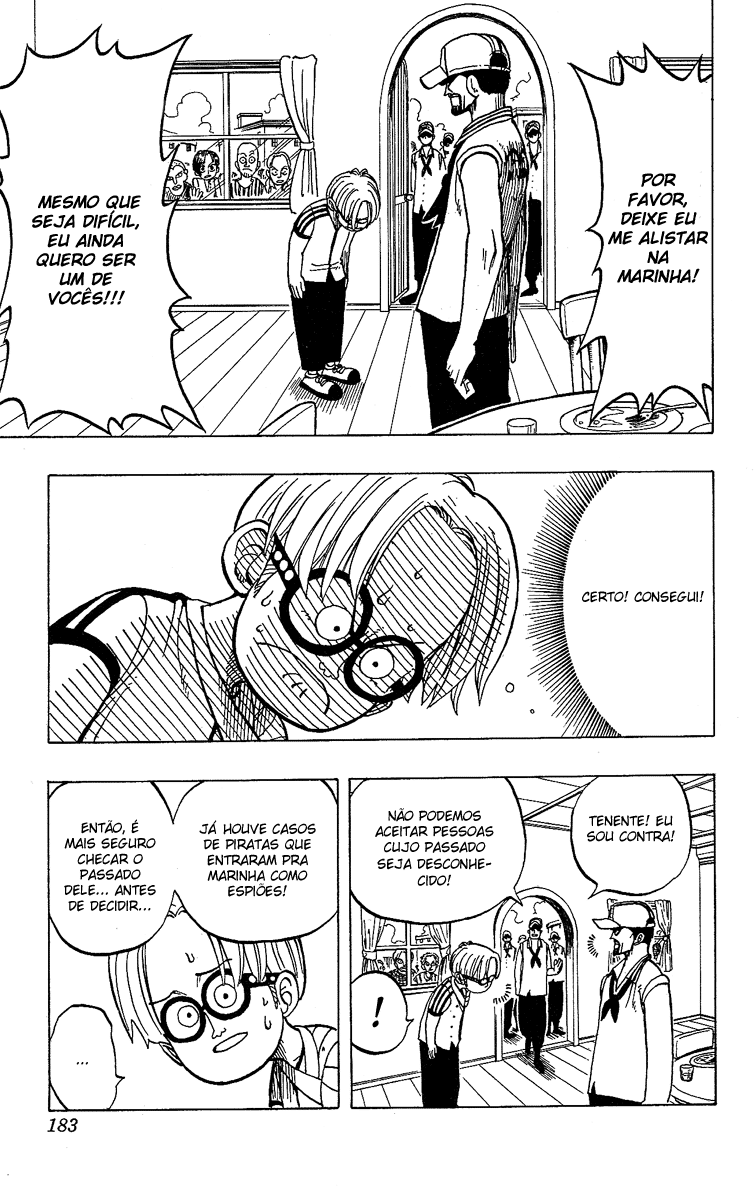 POR
FAVOR,
DEIXE EU
ME ALISTAR
NA
MARINHA!
MESMO QUE
SEJA DIFÍCIL,
EU AINDA
QUERO SER
UM DE
VOCÊS!!!
CERTO! CONSEGUI!
TENENTE! EU
SOU CONTRA!
NÃO PODEMOS
ACEITAR PESSOAS
CUJO PASSADO
SEJA DESCONHE-
CIDO!
!
JÁ HOUVE CASOS
DE PIRATAS QUE
ENTRARAM PRA
MARINHA COMO
ESPIÕES!
ENTÃO, É
MAIS SEGURO
CHECAR O
PASSADO
DELE... ANTES
DE DECIDIR...
...
183